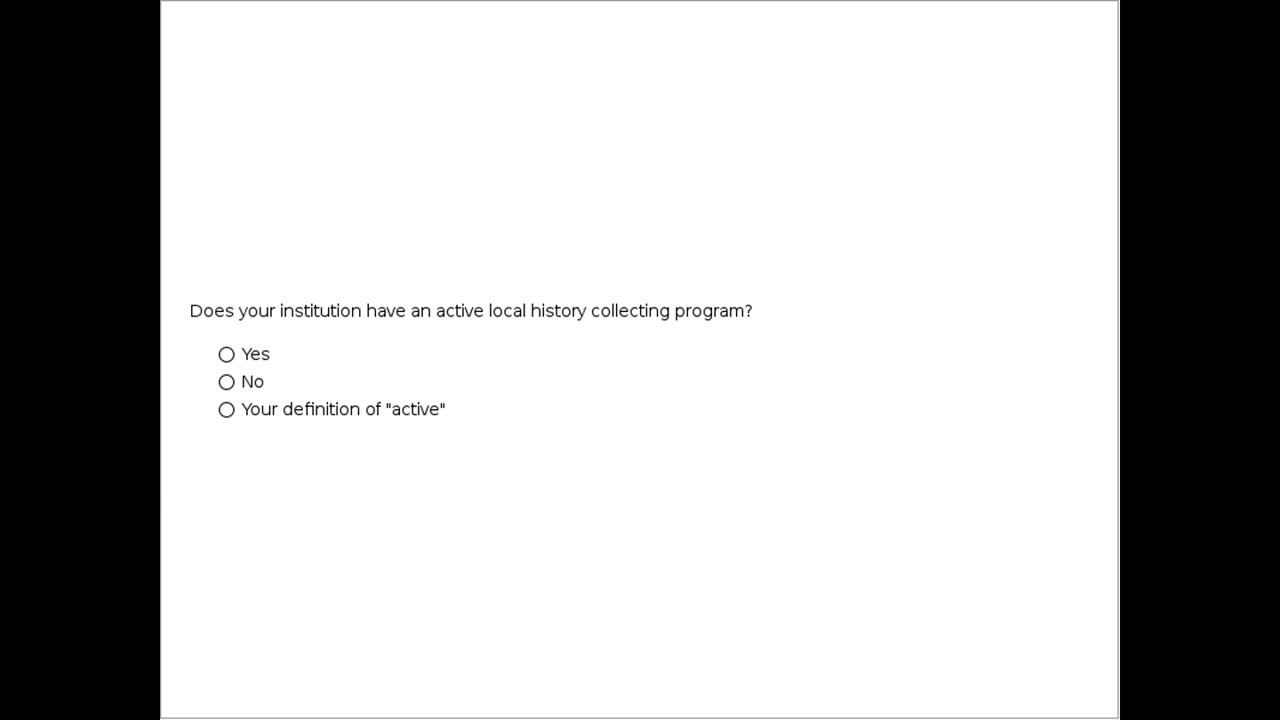 Does your institution have an active local history collecting program?
Yes
No
Your definition of "active"